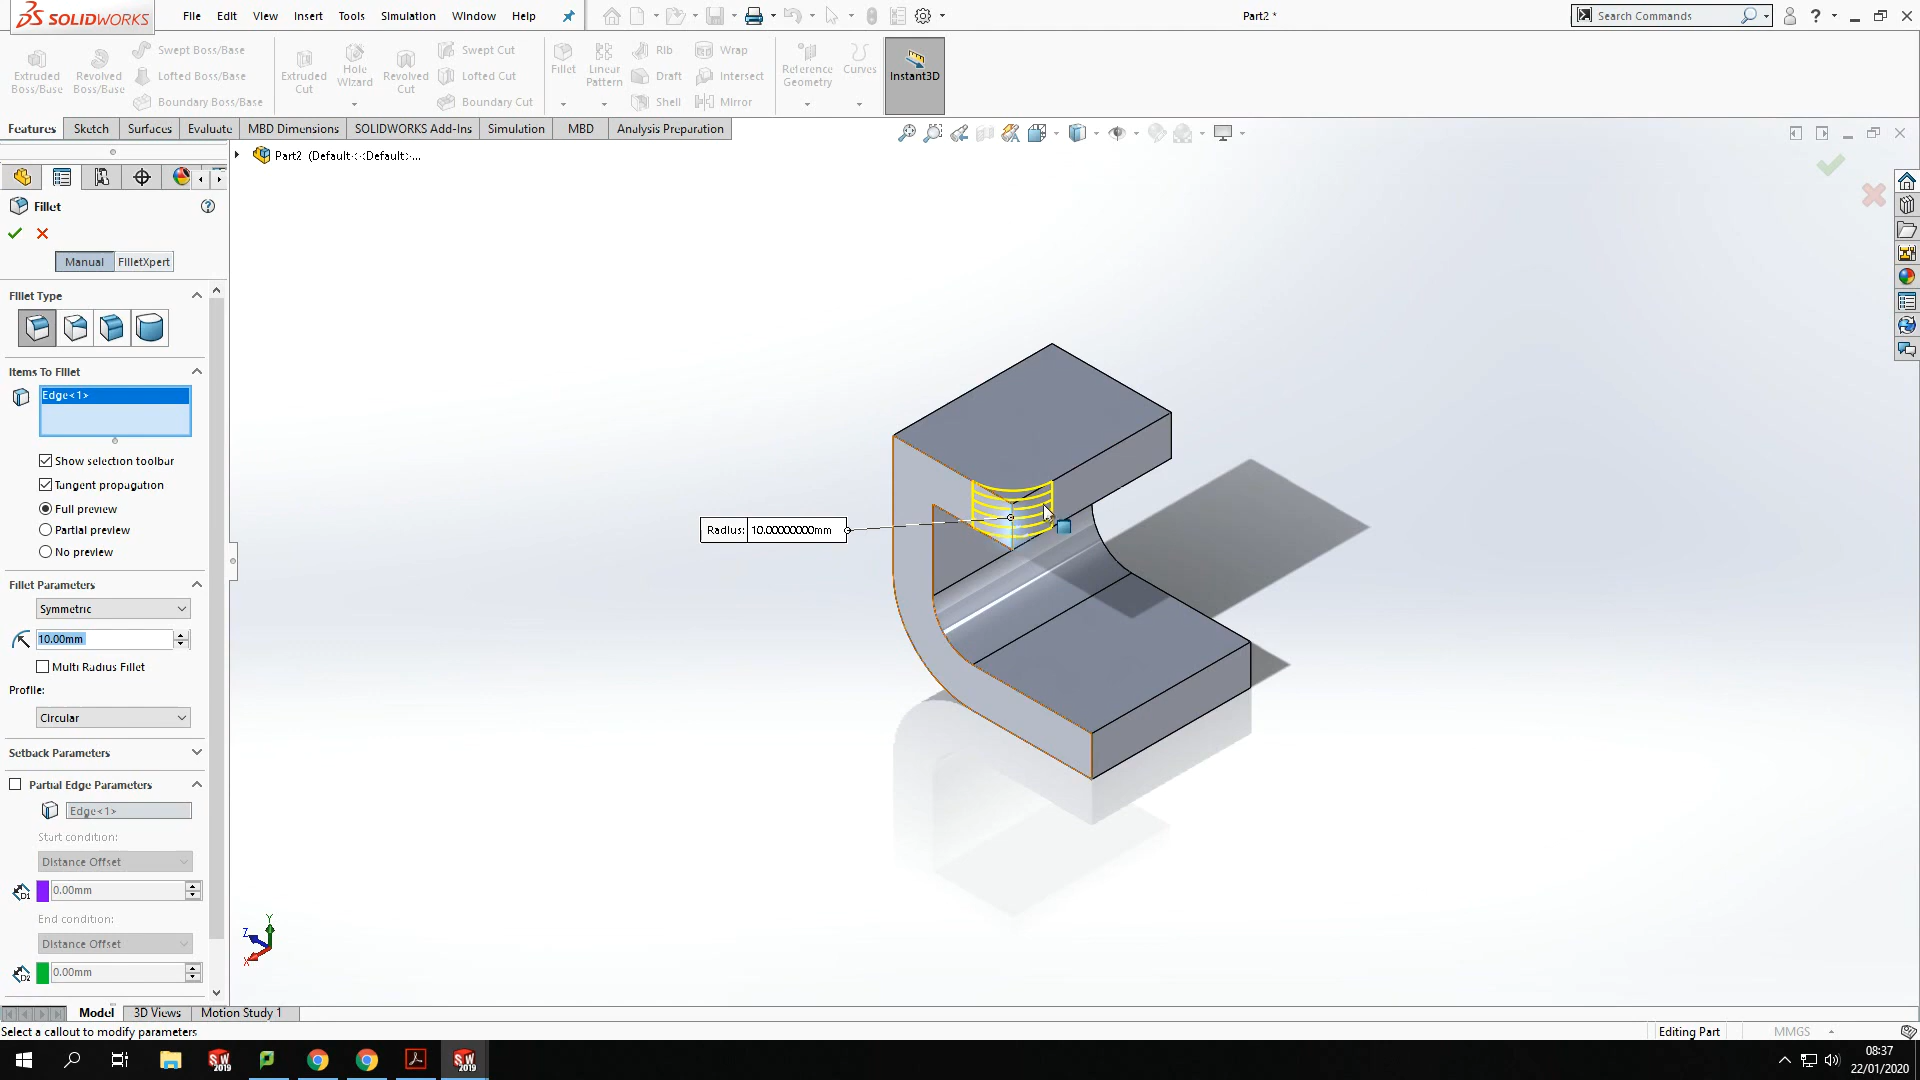 SOLIDWORKS
File Edit View Insert Tools Simulation Window Help
Part2 *
Search Commands
Extruded Boss/Base
Revolved Boss/Base
Swept Boss/Base
Lofted Boss/Base
Boundary Boss/Base
Extruded Cut
Hole Wizard
Revolved Cut
Swept Cut
Lofted Cut
Boundary Cut
Fillet
Linear Pattern
Rib
Draft
Shell
Wrap
Intersect
Mirror
Reference Geometry
Curves
Instant3D
Features Sketch Surfaces Evaluate MBD Dimensions SOLIDWORKS Add-Ins Simulation MBD Analysis Preparation
Part2 (Default<<Default>...
Fillet
Manual FilletXpert
Fillet Type
Items To Fillet
Edge<1>
Show selection toolbar
Tangent propagation
Full preview
Partial preview
No preview
Fillet Parameters
Symmetric
10.00mm
Multi Radius Fillet
Profile:
Circular
Setback Parameters
Partial Edge Parameters
Edge<1>
Start condition:
Distance Offset
D1
0.00mm
End condition:
Distance Offset
D2
0.00mm
Radius: 10.00000000mm
Y
Z
X
Model 3D Views Motion Study 1
Select a callout to modify parameters
Editing Part
MMGS
SW 2019
SW 2019
08:37
22/01/2020